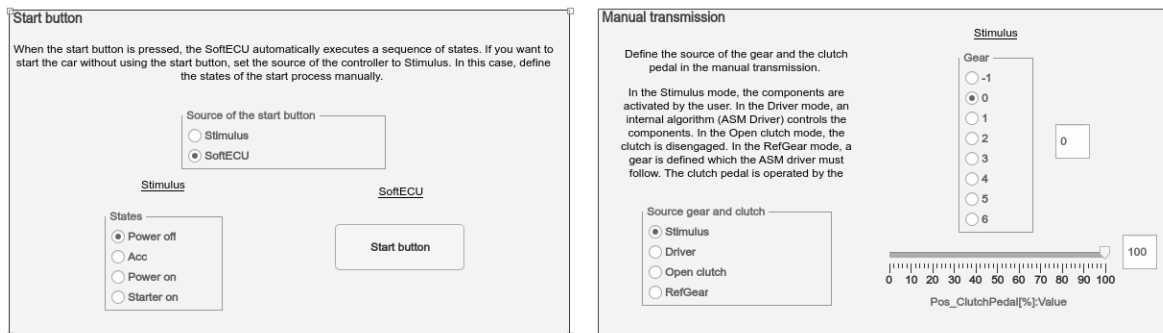 Start button
When the start button is pressed, the SoftECU automatically executes a sequence of states. If you want to
start the car without using the start button, set the source of the controller to Stimulus. In this case, define
the states of the start process manually.
Source of the start button
Stimulus
SoftECU
Stimulus
SoftECU
States
Power off
Acc
Power on
Starter on
Start button
Manual transmission
Define the source of the gear and the clutch
pedal in the manual transmission.
In the Stimulus mode, the components are
activated by the user. In the Driver mode, an
internal algorithm (ASM Driver) controls the
components. In the Open clutch mode, the
clutch is disengaged. In the RefGear mode, a
gear is defined which the ASM driver must
follow. The clutch pedal is operated by the
Source gear and clutch
Stimulus
Driver
Open clutch
RefGear
Stimulus
Gear
-1
0
1
2
3
4
5
6
0
100
0 10 20 30 40 50 60 70 80 90 100
Pos_ClutchPedal[%]:Value